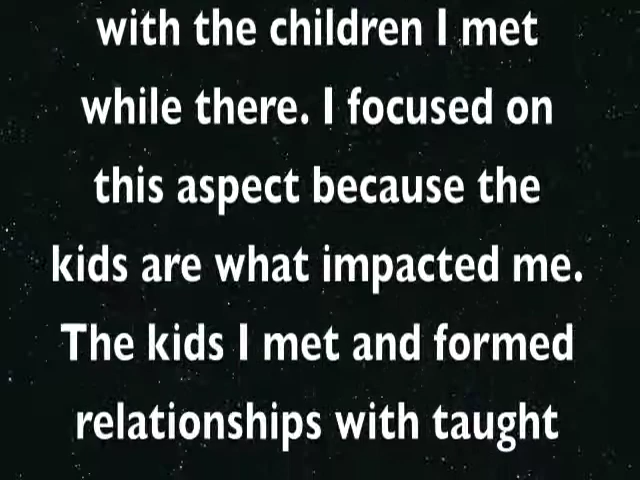 with the children I met
while there. I focused on
this aspect because the
kids are what impacted me.
The kids I met and formed
relationships with taught